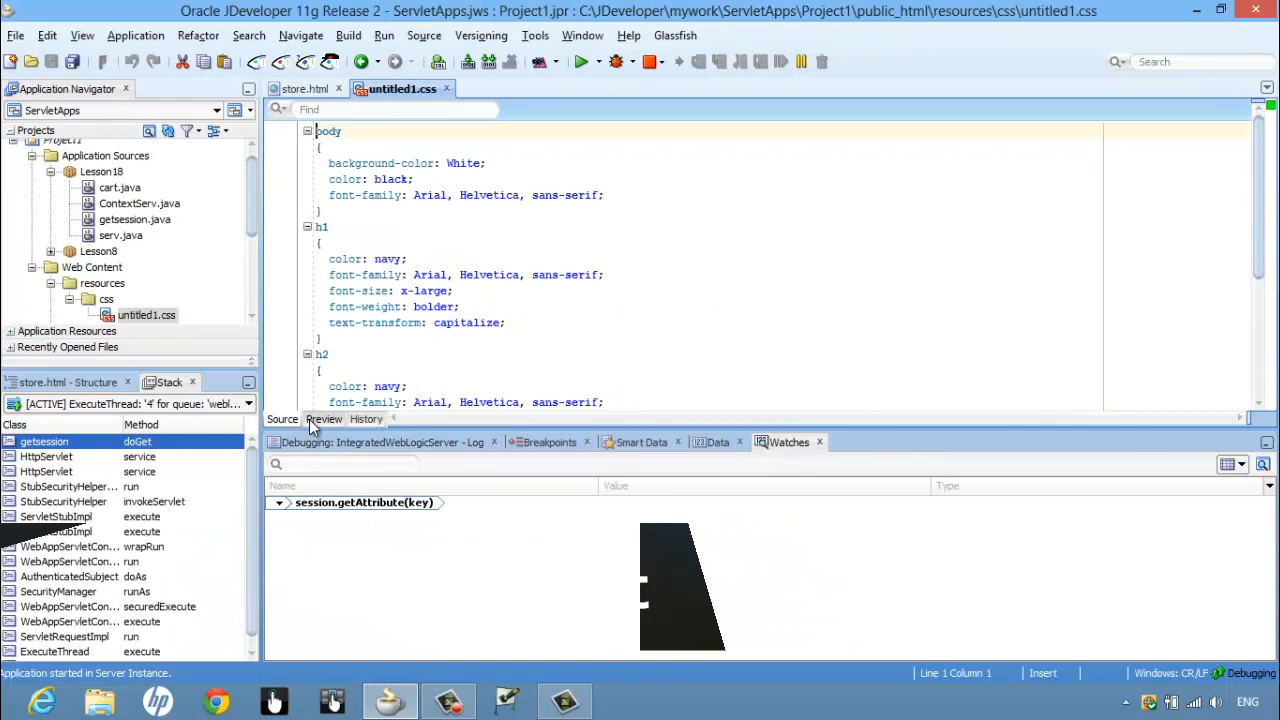 Oracle JDeveloper 11g Release 2 - ServletApps.jws : Project1.jpr : C:\JDeveloper\mywork\ServletApps\Project1\public_html\resources\css\untitled1.css
File Edit View Application Refactor Search Navigate Build Run Source Versioning Tools Window Help Glassfish
Search
Application Navigator
store.html
untitled1.css
ServletApps
Find
Projects
Project1
Application Sources
Lesson18
cart.java
ContextServ.java
getsession.java
serv.java
Lesson8
Web Content
resources
css
untitled1.css
Application Resources
Recently Opened Files
body
{
background-color: White;
color: black;
font-family: Arial, Helvetica, sans-serif;
}
h1
{
color: navy;
font-family: Arial, Helvetica, sans-serif;
font-size: x-large;
font-weight: bolder;
text-transform: capitalize;
}
h2
{
color: navy;
font-family: Arial, Helvetica, sans-serif;
Source Preview History
store.html - Structure
Stack
[ACTIVE] ExecuteThread: '4' for queue: 'webl...
Class Method
getsession doGet
HttpServlet service
HttpServlet service
StubSecurityHelper... run
StubSecurityHelper invokeServlet
ServletStubImpl execute
execute
WebAppServletCon... wrapRun
WebAppServletCon... run
AuthenticatedSubject doAs
SecurityManager runAs
WebAppServletCon... securedExecute
WebAppServletCon... execute
ServletRequestImpl run
ExecuteThread execute
Debugging: IntegratedWebLogicServer - Log
Breakpoints
Smart Data
Data
Watches
Name Value Type
session.getAttribute(key)
Application started in Server Instance.
Line 1 Column 1
Insert
Windows: CR/LF
Debugging
ENG